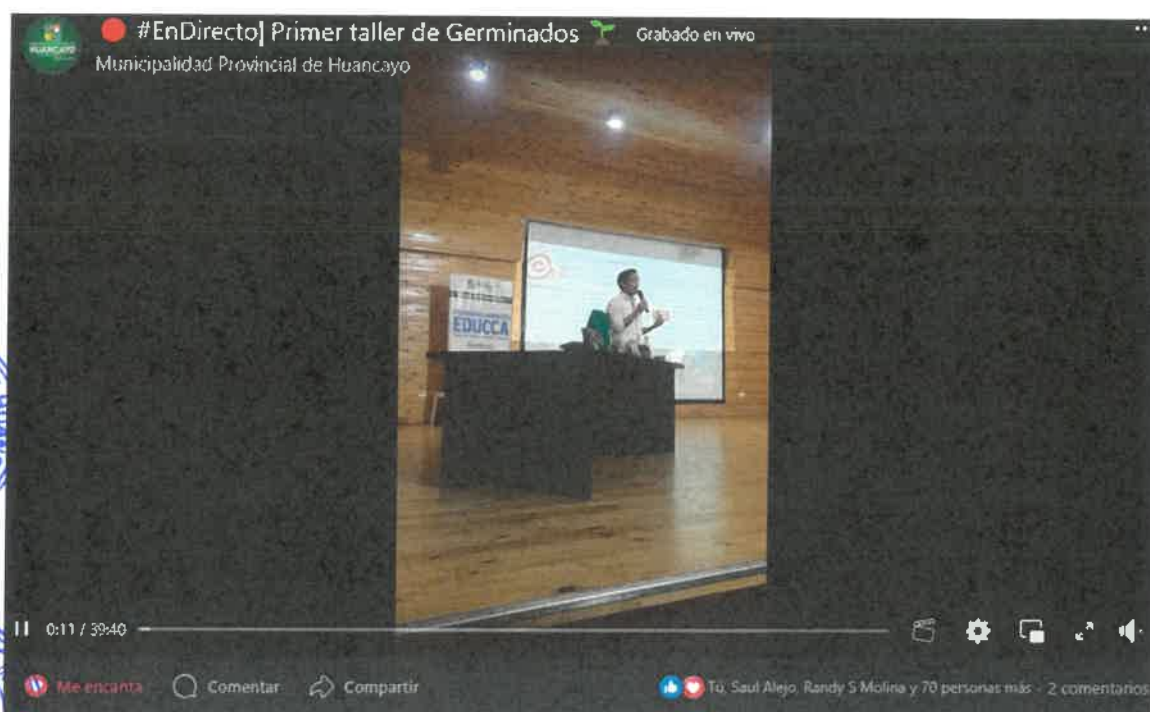 #EnDirecto| Primer taller de Germinados
Grabado en vivo
Municipalidad Provincial de Huancayo
HUANCAYO
EDUCCA
0:11 / 39:40
Me encanta
Comentar
Compartir
Tú, Saul Alejo, Randy S Molina y 70 personas más · 2 comentarios